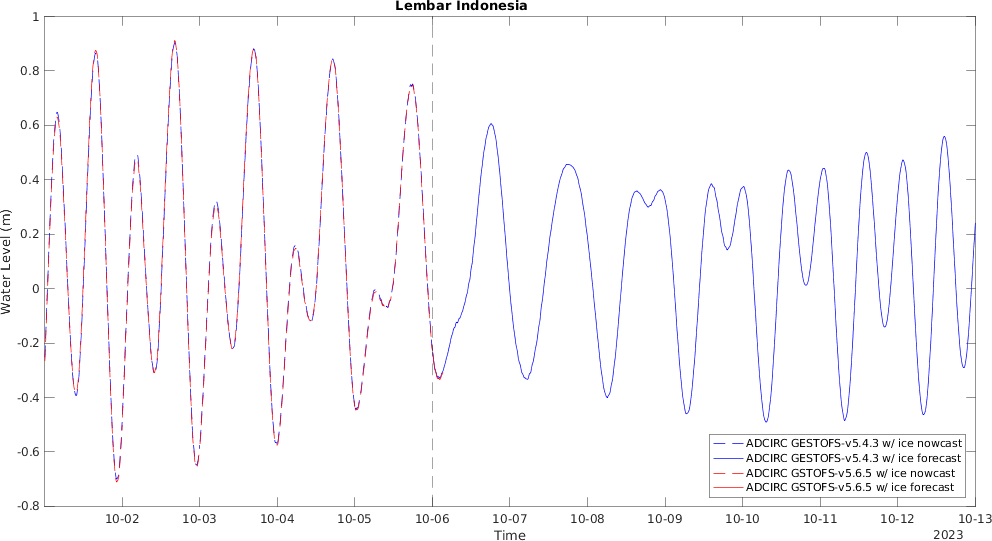 Lembar Indonesia
1
0.8
0.6
0.4
0.2
0
-0.2
-0.4
-0.6
-0.8
Water Level (m)
10-02 10-03 10-04 10-05 10-06 10-07 10-08 10-09 10-10 10-11 10-12 10-13
Time
2023
ADCIRC GESTOFS-v5.4.3 w/ ice nowcast
ADCIRC GESTOFS-v5.4.3 w/ ice forecast
ADCIRC GSTOFS-v5.6.5 w/ ice nowcast
ADCIRC GSTOFS-v5.6.5 w/ ice forecast